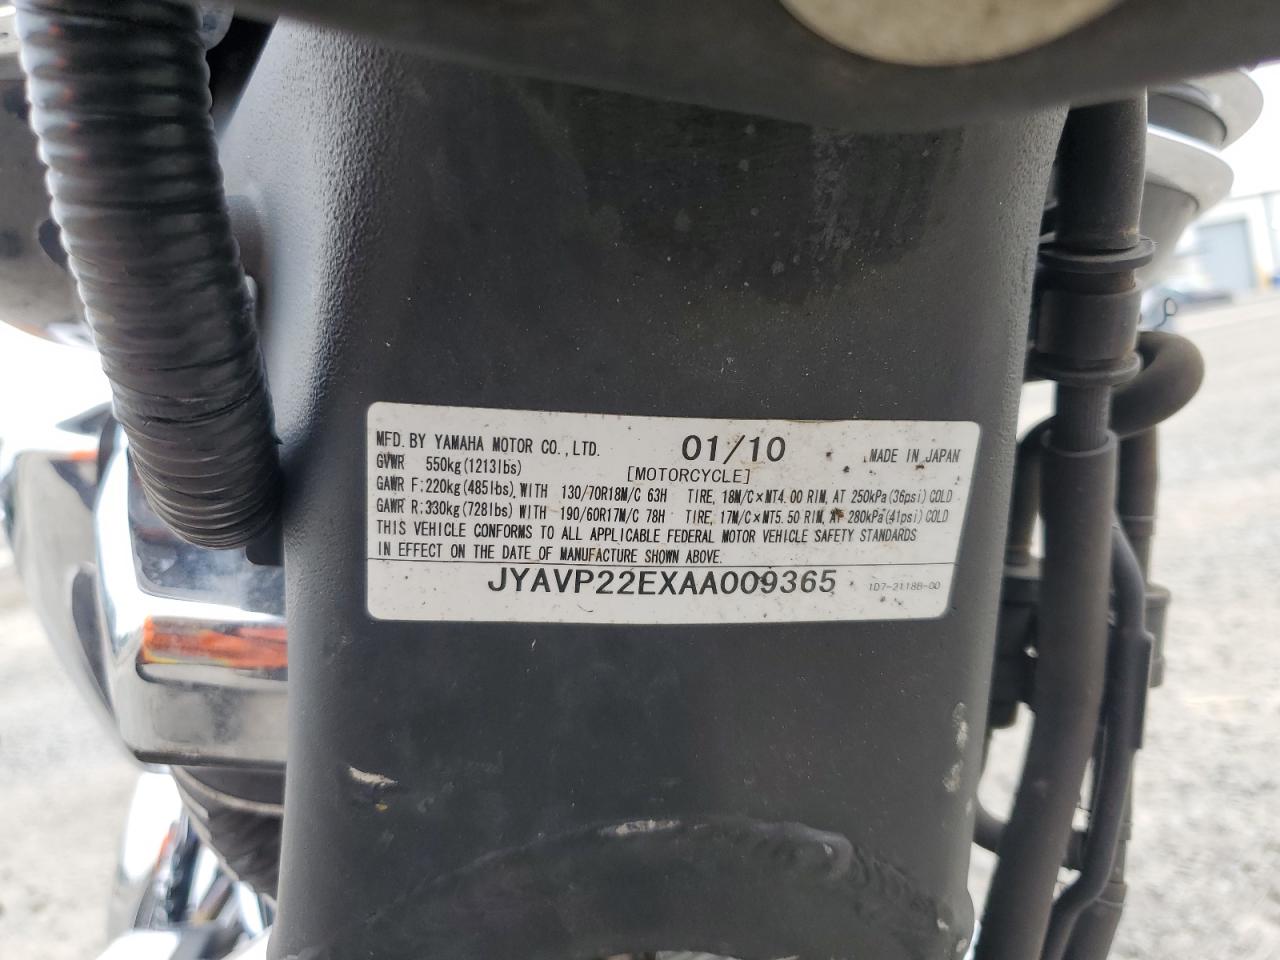 MFD. BY YAMAHA MOTOR CO., LTD. 01/10 MADE IN JAPAN
GVWR 550kg(1213lbs) [MOTORCYCLE]
GAWR F:220kg(485lbs), WITH 130/70R18M/C 63H TIRE, 18M/C×MT4.00 RIM, AT 250kPa(36psi) COLD
GAWR R:330kg(728lbs) WITH 190/60R17M/C 78H TIRE, 17M/C×MT5.50 RIM, AT 280kPa(41psi) COLD
THIS VEHICLE CONFORMS TO ALL APPLICABLE FEDERAL MOTOR VEHICLE SAFETY STANDARDS
IN EFFECT ON THE DATE OF MANUFACTURE SHOWN ABOVE.
JYAVP22EXAA009365 1D7-2118B-00